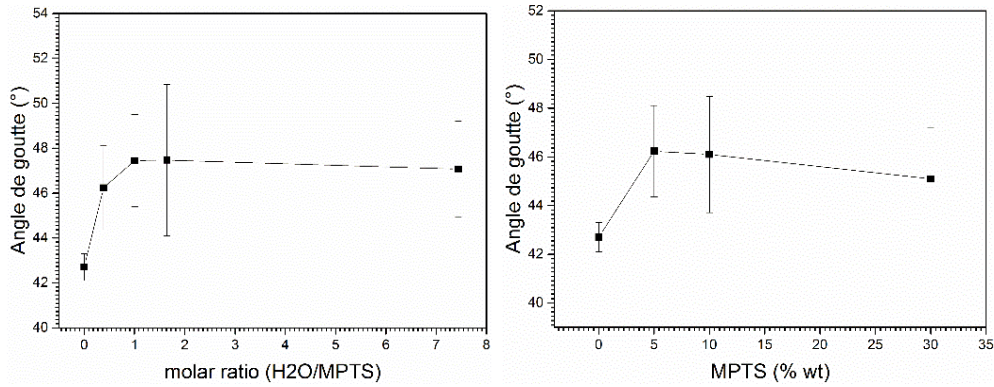 54
52
50
48
46
44
42
40
Angle de goutte (°)
0 1 2 3 4 5 6 7 8
molar ratio (H2O/MPTS)
52
48
46
44
42
40
Angle de goutte (°)
0 5 10 15 20 25 30 35
MPTS (% wt)